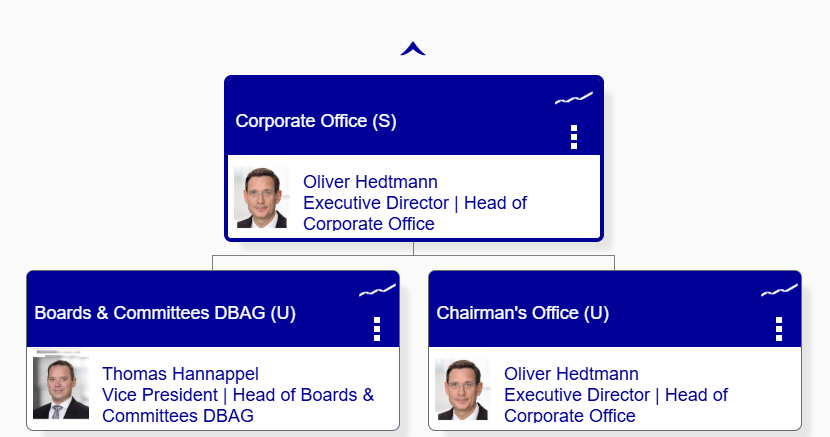 Corporate Office (S)
Oliver Hedtmann
Executive Director | Head of
Corporate Office
Boards & Committees DBAG (U)
Thomas Hannappel
Vice President | Head of Boards &
Committees DBAG
Chairman's Office (U)
Oliver Hedtmann
Executive Director | Head of
Corporate Office